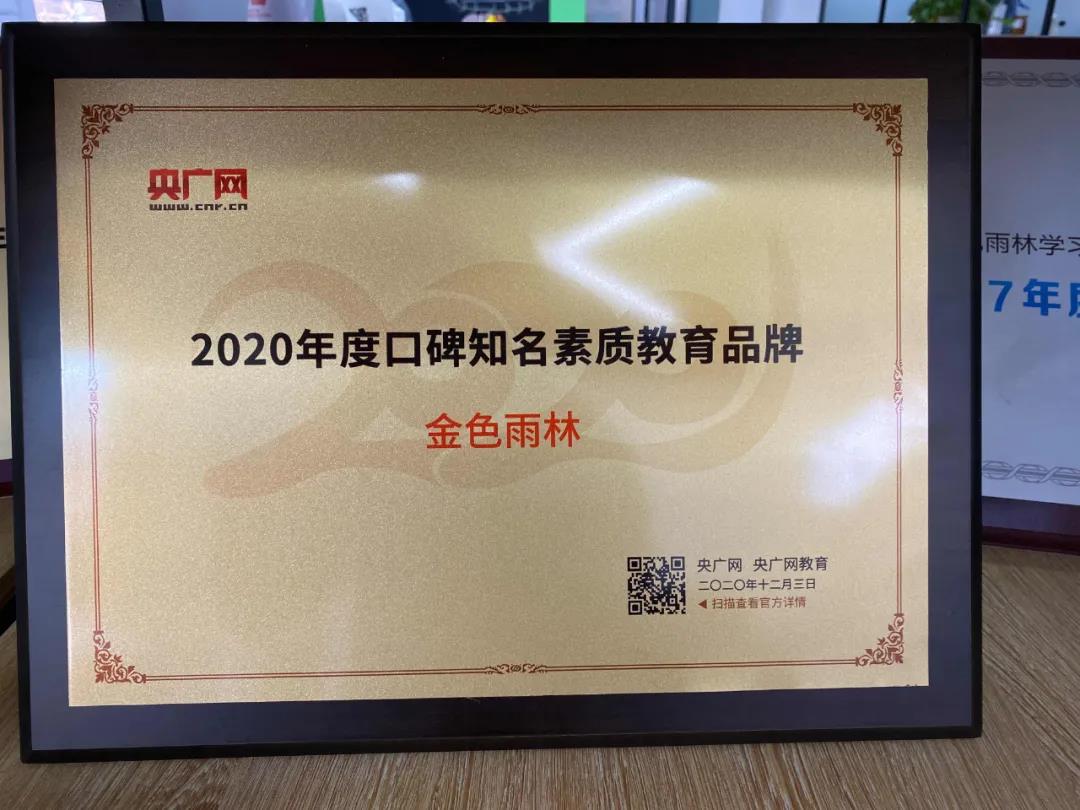 央广网
www.cnr.cn
2020年度口碑知名素质教育品牌
金色雨林
央广网 央广网教育
二〇二〇年十二月三日
◀扫描查看官方详情
雨林学习
7年度